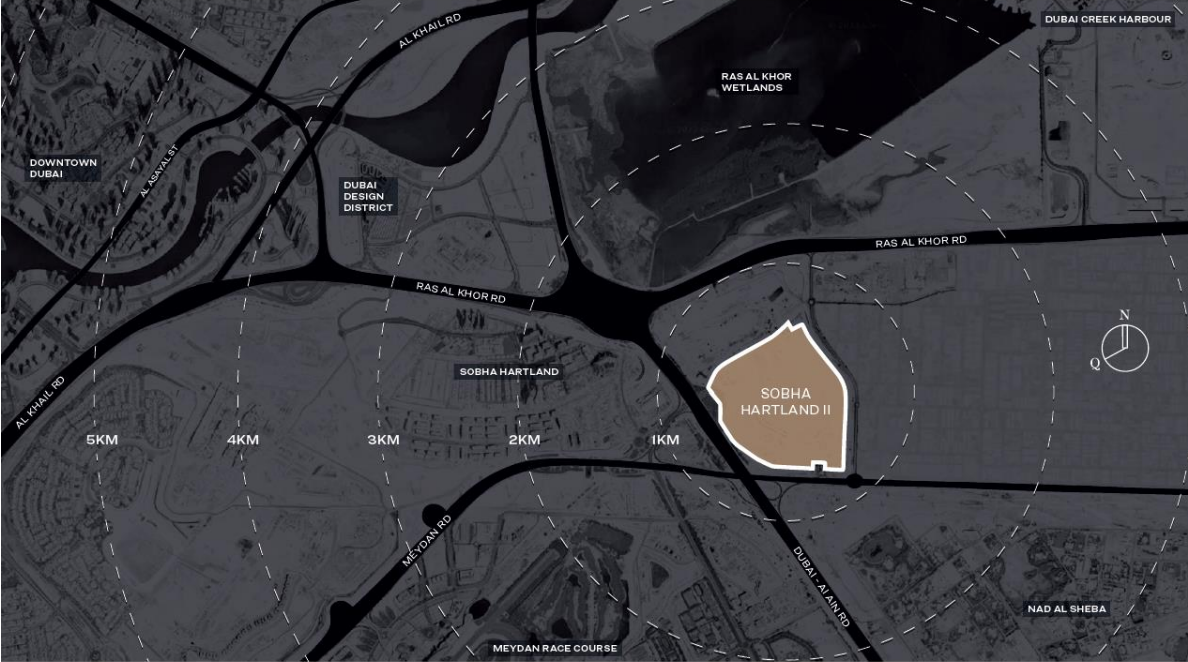 DUBAI CREEK HARBOUR
AL KHAIL RD
RAS AL KHOR
WETLANDS
DOWNTOWN
DUBAI
AL ASAYAL ST
DUBAI
DESIGN
DISTRICT
RAS AL KHOR RD
RAS AL KHOR RD
N
Q
SOBHA HARTLAND
SOBHA
HARTLAND II
AL KHAIL RD
5KM
4KM
3KM
2KM
1KM
MEYDAN RD
DUBAI - AL AIN RD
NAD AL SHEBA
MEYDAN RACE COURSE